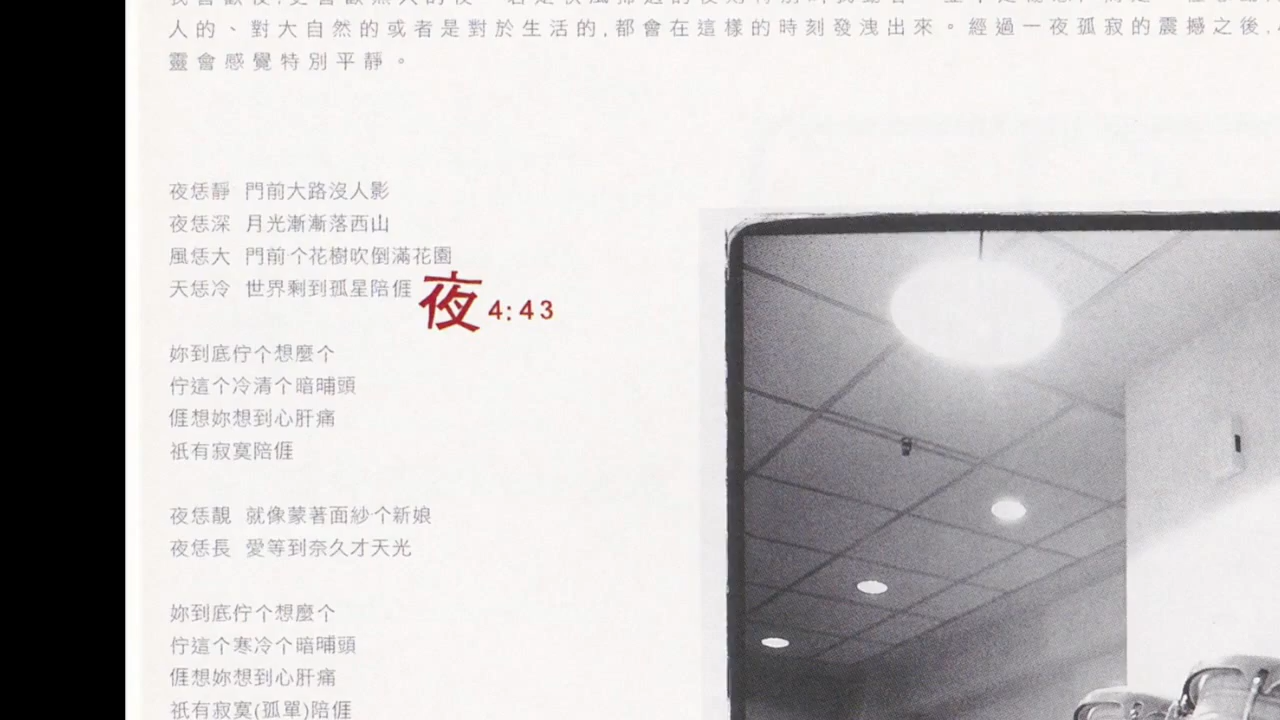 人的、對大自然的或者是對於生活的,都會在這樣的時刻發洩出來。經過一夜孤寂的震撼之後,
靈會感覺特別平靜。
夜恁靜 門前大路沒人影
夜恁深 月光漸漸落西山
風恁大 門前个花樹吹倒滿花園
天恁冷 世界剩到孤星陪𠊎
夜 4:43
妳到底佇个想麼个
佇這个冷清个暗晡頭
𠊎想妳想到心肝痛
祇有寂寞陪𠊎
夜恁靚 就像蒙著面紗个新娘
夜恁長 愛等到奈久才天光
妳到底佇个想麼个
佇這个寒冷个暗晡頭
𠊎想妳想到心肝痛
祇有寂寞(孤單)陪𠊎